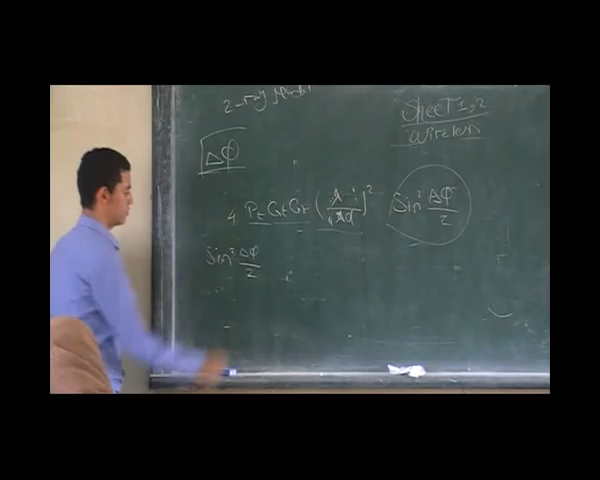 2-ray Model
Sheet 1,2
Wireless
ΔΦ
4 Pt Gt Gr (λ / 4πd)² Sin² ΔΦ/2
Sin² ΔΦ/2